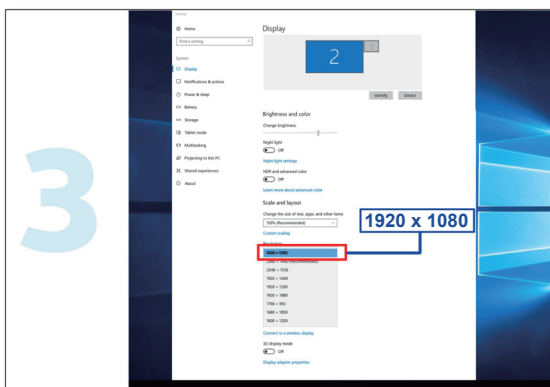 3
Settings
Home
Find a setting
System
Display
Notifications & actions
Power & sleep
Battery
Storage
Tablet mode
Multitasking
Projecting to this PC
Shared experiences
About
Display
2
1
Identify
Detect
Brightness and color
Change brightness
Night light
Off
Night light settings
HDR and advanced color
Off
Learn more about advanced color
Scale and layout
Change the size of text, apps, and other items
100% (Recommended)
Custom scaling
Resolution
1920 x 1080
(Recommended)
2048 × 1536
1920 × 1440
1920 × 1200
1920 × 1080
1768 × 992
1680 × 1050
1600 × 1200
Connect to a wireless display
3D display mode
Off
Display adapter properties